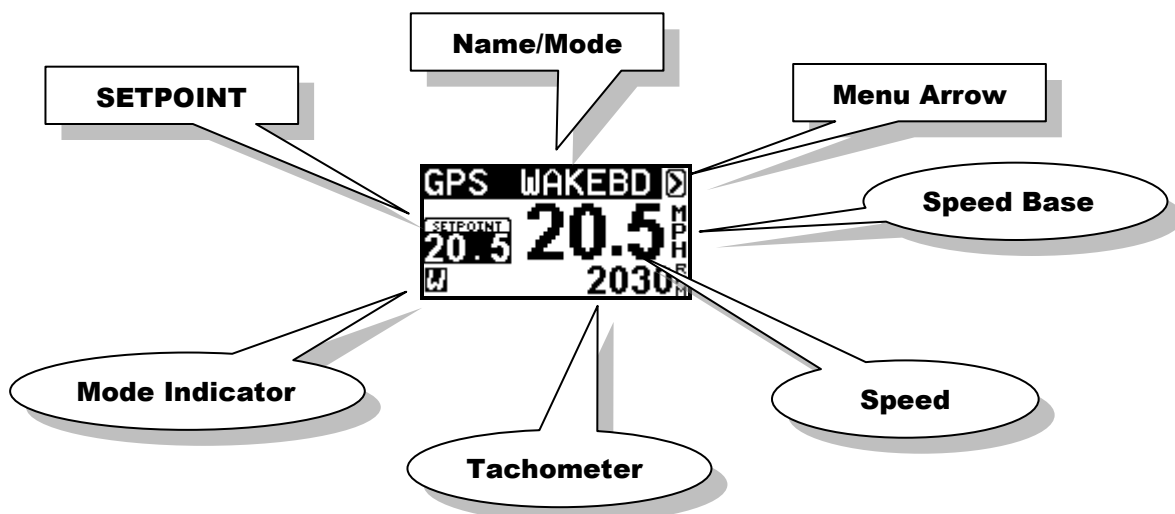 Name/Mode
SETPOINT
Menu Arrow
GPS WAKEBD >
Speed Base
SETPOINT
20.5
20.5
MPH
W
2030
Mode Indicator
Speed
Tachometer